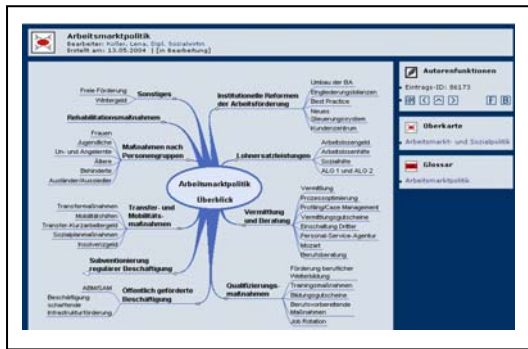 Arbeitsmarktpolitik
Bearbeiter: Koller, Lena, Dipl. Sozialwirtin
Erstellt am: 13.05.2004 | [in Bearbeitung]
Freie Förderung
Wintergeld
Sonstiges
Rehabilitationsmaßnahmen
Frauen
Jugendliche
Un- und Angelernte
Ältere
Behinderte
Ausländer/Aussiedler
Maßnahmen nach
Personengruppen
Transfermaßnahmen
Mobilitätshilfen
Transfer-Kurzarbeitergeld
Sozialplanmaßnahmen
Insolvenzgeld
Transfer- und
Mobilitäts-
maßnahmen
Subventionierung
regulärer Beschäftigung
ABM/SAM
Beschäftigung
schaffende
Infrastrukturförderung
Öffentlich geförderte
Beschäftigung
Arbeitsmarktpolitik
Überblick
Institutionelle Reformen
der Arbeitsförderung
Umbau der BA
Eingliederungsbilanzen
Best Practice
Neues
Steuerungssystem
Kundenzentrum
Lohnersatzleistungen
Arbeitslosengeld
Arbeitslosenhilfe
Sozialhilfe
ALG 1 und ALG 2
Vermittlung
und Beratung
Vermittlung
Prozessoptimierung
Profiling/Case Management
Vermittlungsgutscheine
Einschaltung Dritter
Personal-Service-Agentur
Mozart
Berufsberatung
Qualifizierungs-
maßnahmen
Förderung beruflicher
Weiterbildung
Trainingsmaßnahmen
Bildungsgutscheine
Berufsvorbereitende
Maßnahmen
Job Rotation
Autorenfunktionen
Eintrags-ID: 86173
F B
Oberkarte
Arbeitsmarkt- und Sozialpolitik
Glossar
Arbeitsmarktpolitik